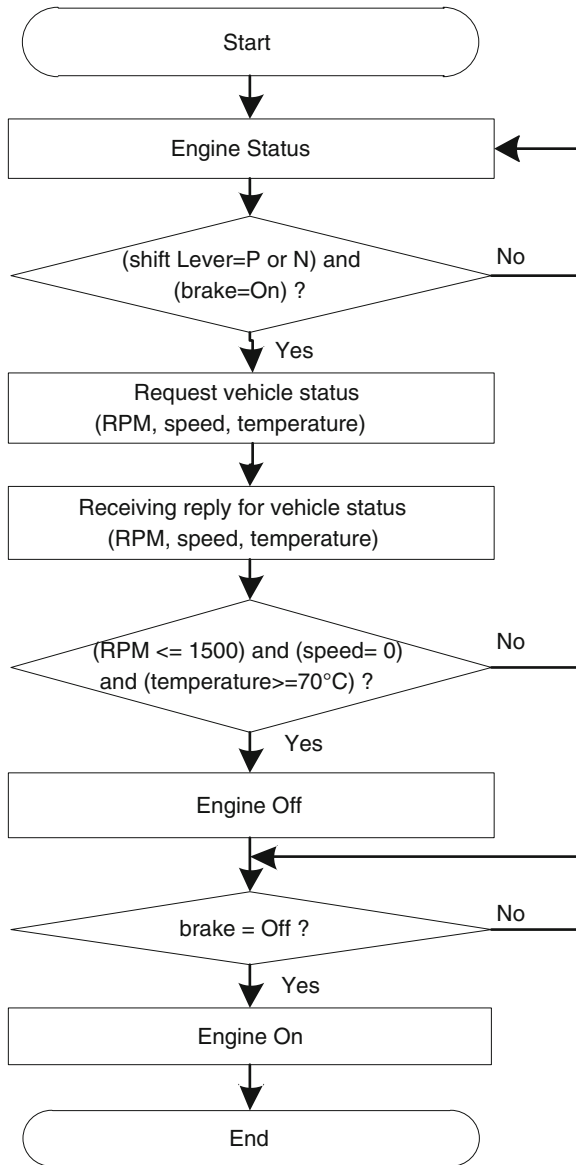 Start
Engine Status
(shift Lever=P or N) and
(brake=On) ?
No
Yes
Request vehicle status
(RPM, speed, temperature)
Receiving reply for vehicle status
(RPM, speed, temperature)
(RPM <= 1500) and (speed= 0)
and (temperature>=70°C) ?
No
Yes
Engine Off
brake = Off ?
No
Yes
Engine On
End